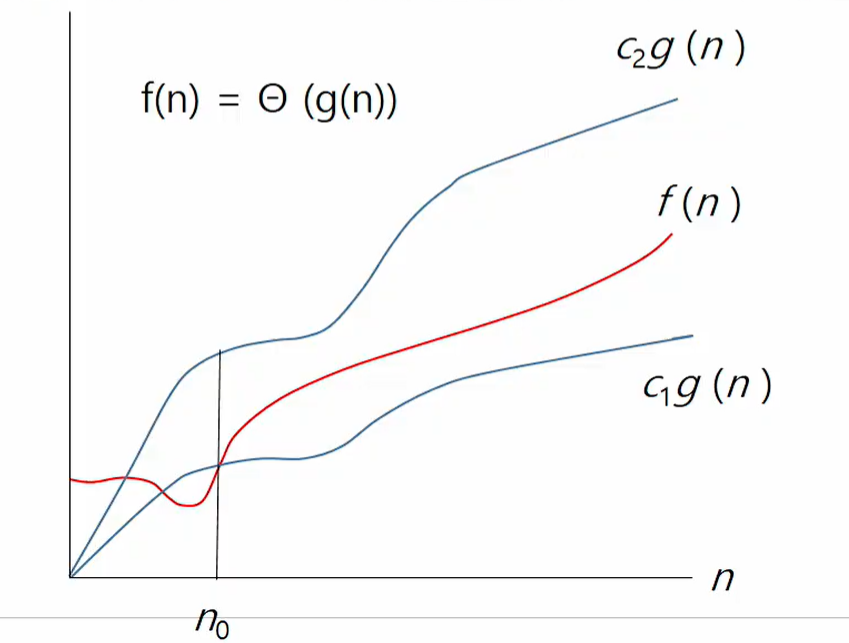 c₂g (n)
f(n) = Θ (g(n))
f (n)
c₁g (n)
n
n₀